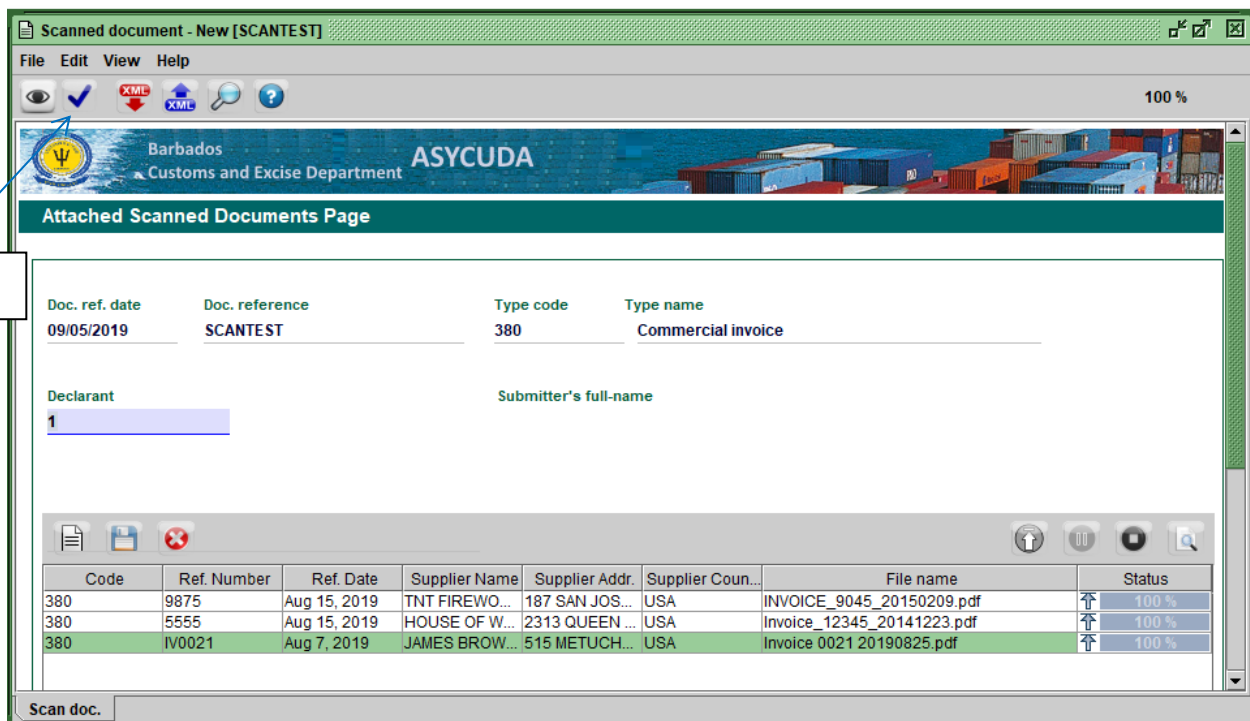 Scanned document - New [SCANTEST]
File Edit View Help
XML XML ? 100 %
Barbados
Customs and Excise Department
ASYCUDA
Attached Scanned Documents Page
Doc. ref. date Doc. reference Type code Type name
09/05/2019 SCANTEST 380 Commercial invoice
Declarant Submitter's full-name
1
Code Ref. Number Ref. Date Supplier Name Supplier Addr. Supplier Coun... File name Status
380 9875 Aug 15, 2019 TNT FIREWO... 187 SAN JOS... USA INVOICE_9045_20150209.pdf 100 %
380 5555 Aug 15, 2019 HOUSE OF W... 2313 QUEEN ... USA Invoice_12345_20141223.pdf 100 %
380 IV0021 Aug 7, 2019 JAMES BROW... 515 METUCH... USA Invoice 0021 20190825.pdf 100 %
Scan doc.